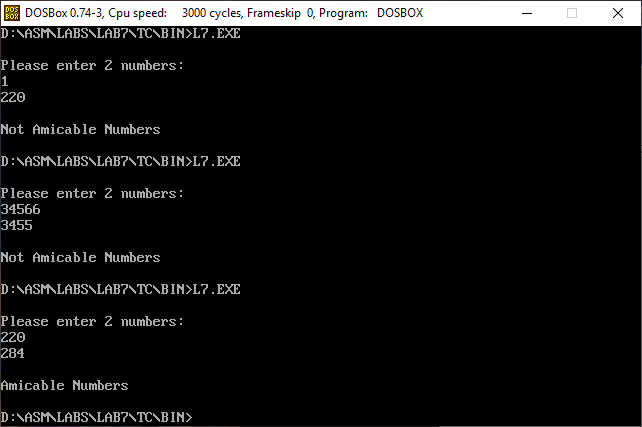 DOSBox 0.74-3, Cpu speed: 3000 cycles, Frameskip 0, Program: DOSBOX
D:\ASM\LABS\LAB7\TC\BIN>L7.EXE
Please enter 2 numbers:
1
220
Not Amicable Numbers
D:\ASM\LABS\LAB7\TC\BIN>L7.EXE
Please enter 2 numbers:
34566
3455
Not Amicable Numbers
D:\ASM\LABS\LAB7\TC\BIN>L7.EXE
Please enter 2 numbers:
220
284
Amicable Numbers
D:\ASM\LABS\LAB7\TC\BIN>